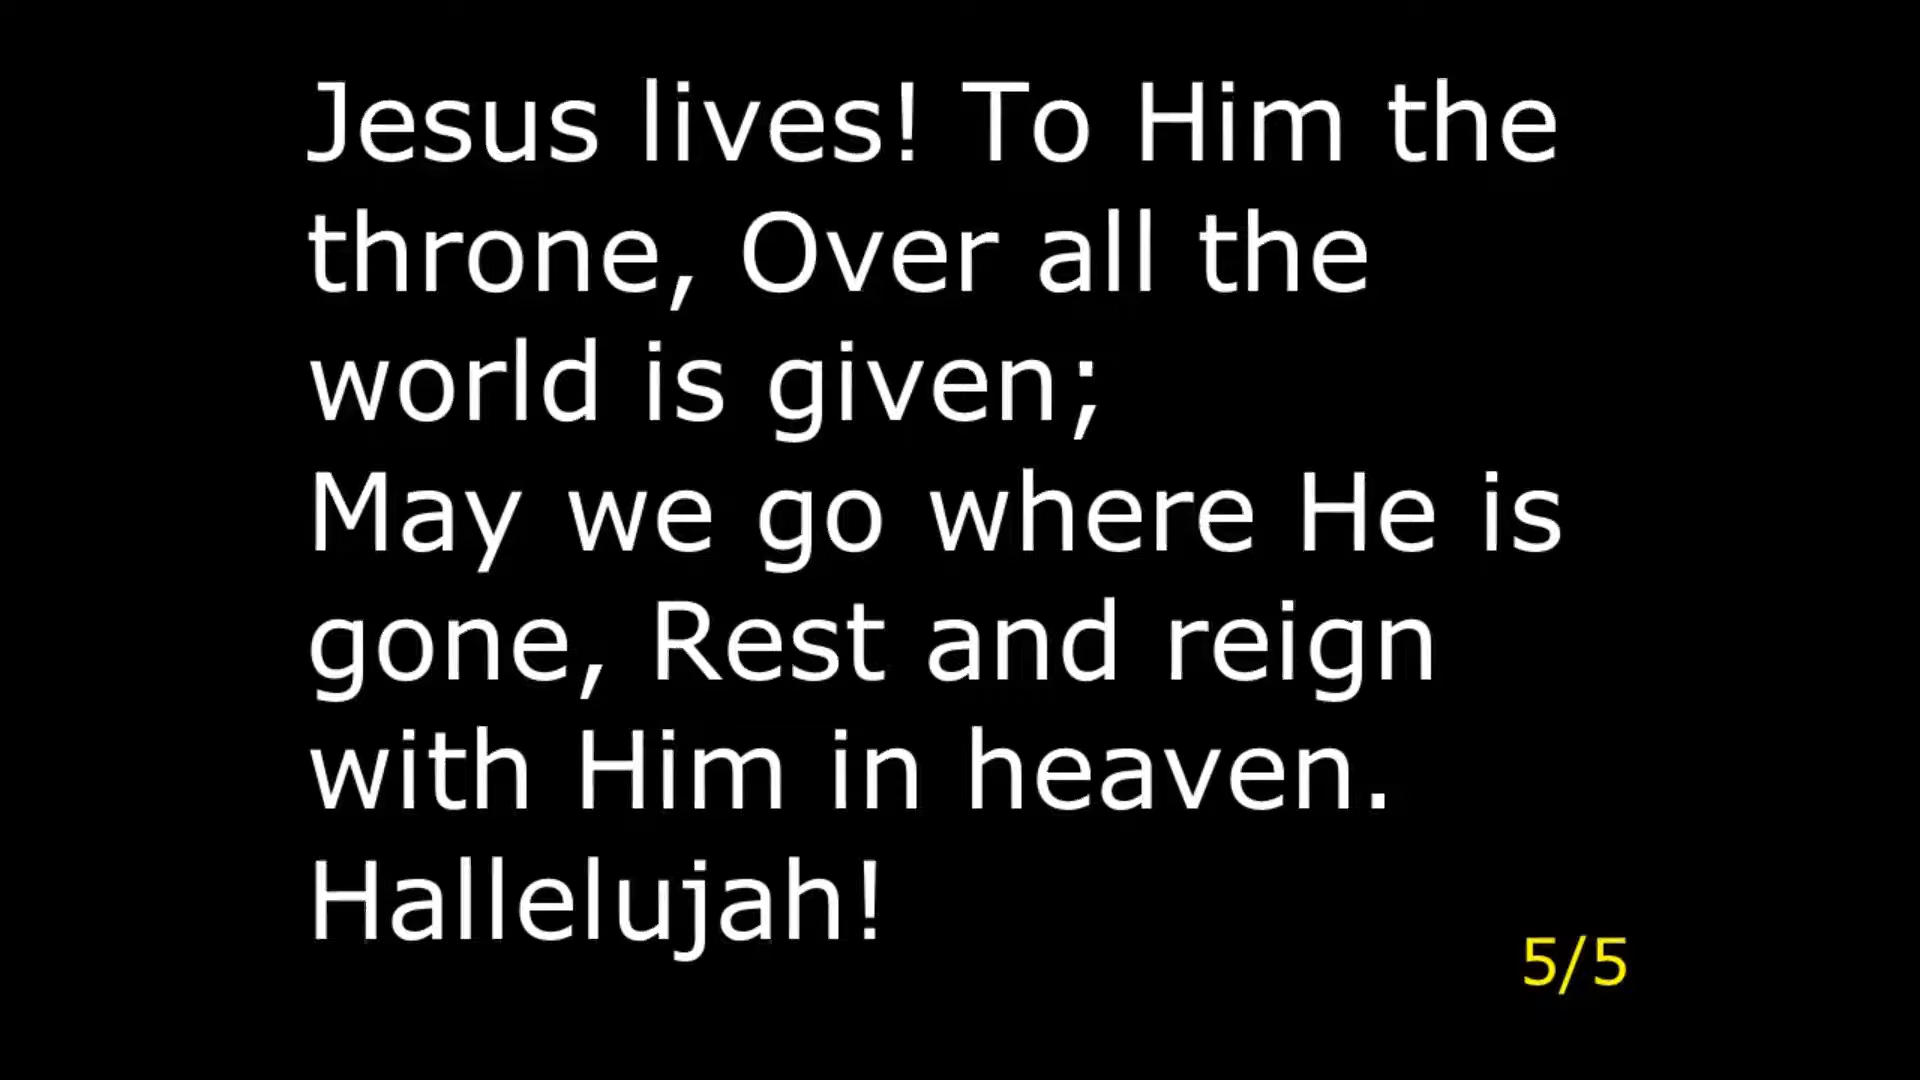 Jesus lives! To Him the
throne, Over all the
world is given;
May we go where He is
gone, Rest and reign
with Him in heaven.
Hallelujah!
5/5